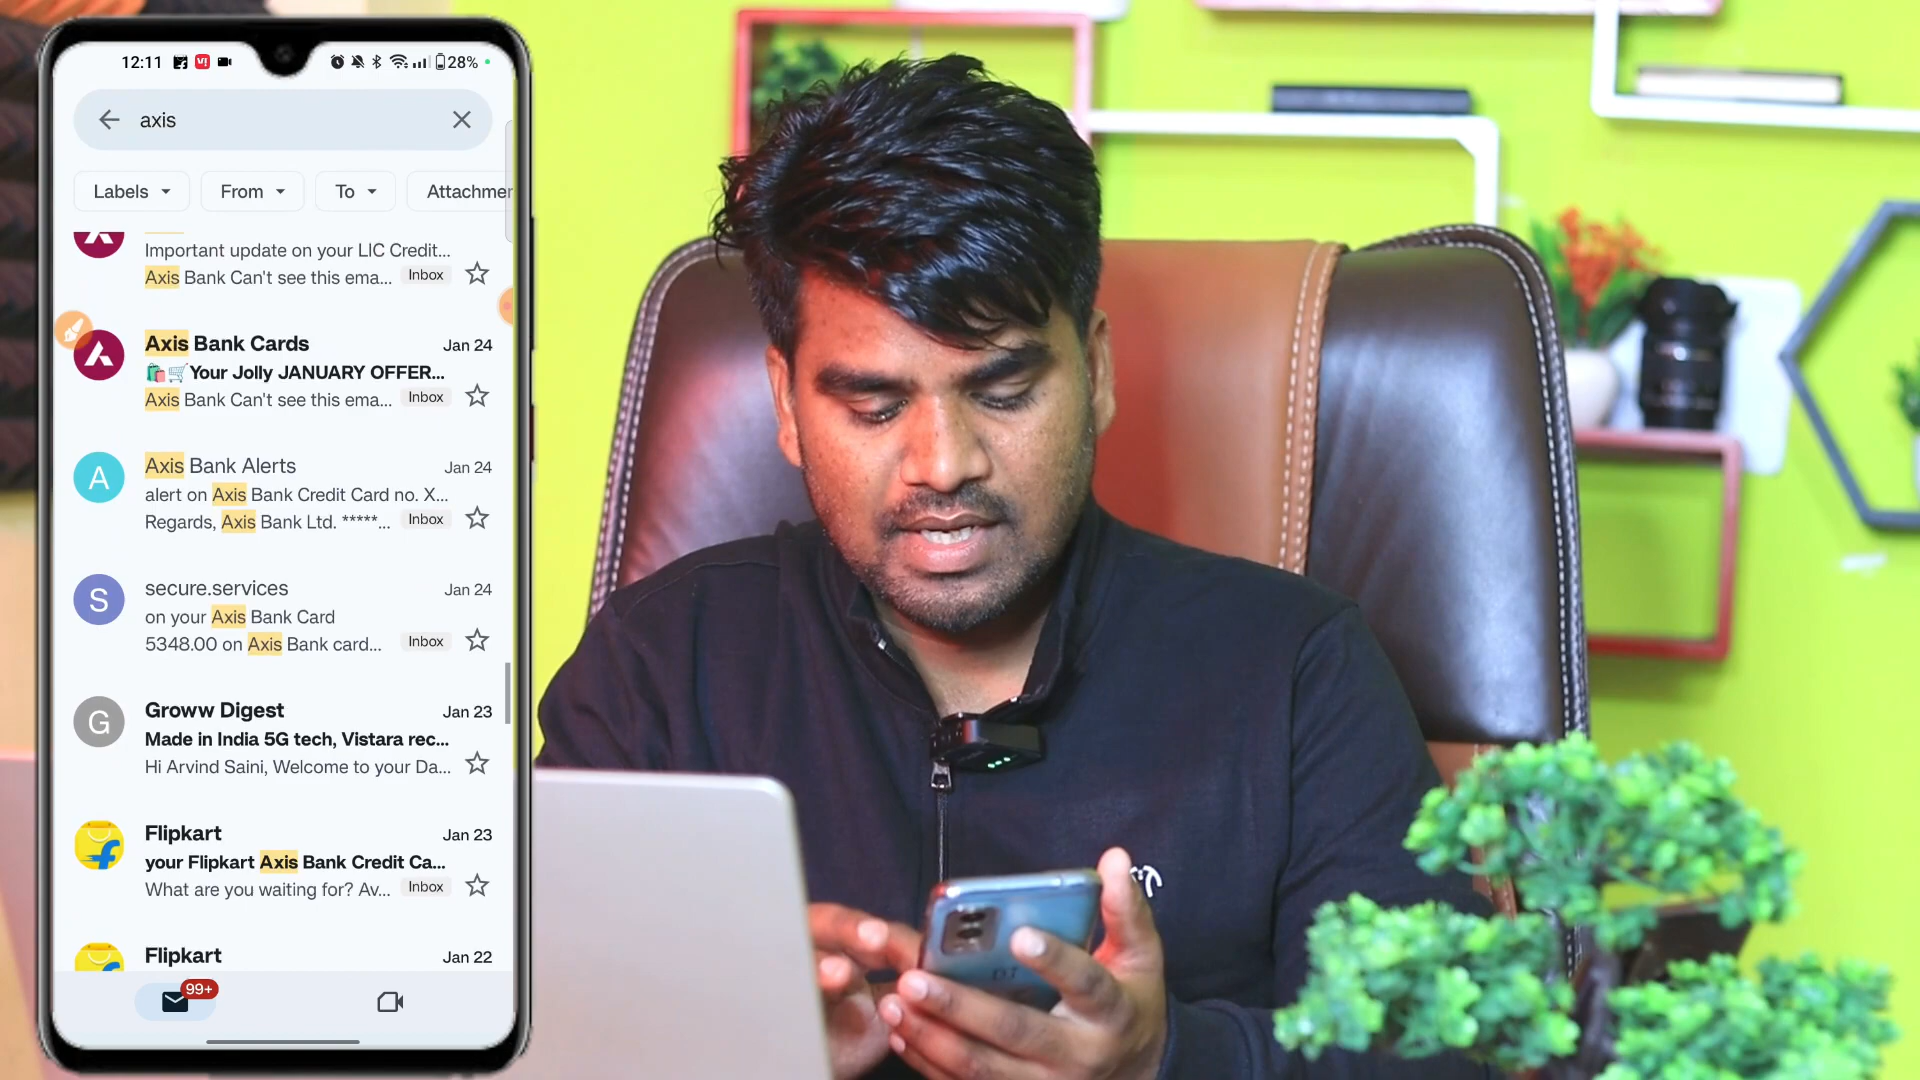 12:11
28%
axis
Labels
From
To
Attachmen
Important update on your LIC Credit...
Axis Bank Can't see this ema...
Inbox
Axis Bank Cards
Jan 24
Your Jolly JANUARY OFFER...
Axis Bank Can't see this ema...
Inbox
A
Axis Bank Alerts
Jan 24
alert on Axis Bank Credit Card no. X...
Regards, Axis Bank Ltd. *****...
Inbox
S
secure.services
Jan 24
on your Axis Bank Card
5348.00 on Axis Bank card...
Inbox
G
Groww Digest
Jan 23
Made in India 5G tech, Vistara rec...
Hi Arvind Saini, Welcome to your Da...
Flipkart
Jan 23
your Flipkart Axis Bank Credit Ca...
What are you waiting for? Av...
Inbox
Flipkart
Jan 22
99+